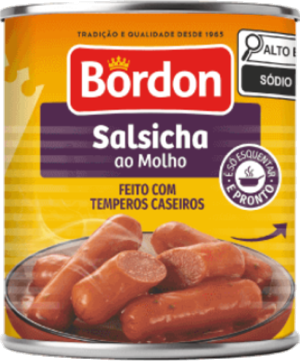 TRADIÇÃO E QUALIDADE DESDE 1965
Bordon
ALTO
SÓDIO
Salsicha
ao Molho
FEITO COM
TEMPEROS CASEIROS
É SÓ ESQUENTAR
E PRONTO